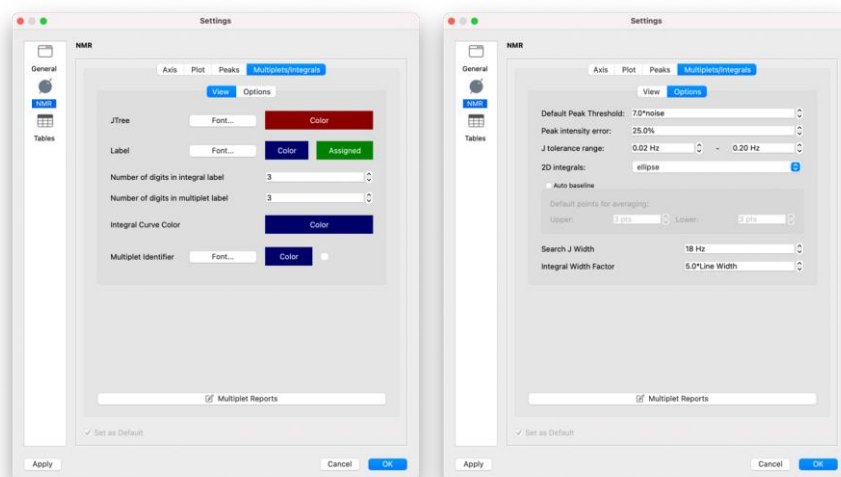 Settings
NMR
General
NMR
Tables
Axis Plot Peaks Multiplets/Integrals
View Options
JTree Font... Color
Label Font... Color Assigned
Number of digits in integral label 3
Number of digits in multiplet label 3
Integral Curve Color Color
Multiplet Identifier Font... Color
Multiplet Reports
Set as Default
Apply Cancel OK
Settings
NMR
General
NMR
Tables
Axis Plot Peaks Multiplets/Integrals
View Options
Default Peak Threshold: 7.0*noise
Peak intensity error: 25.0%
J tolerance range: 0.02 Hz - 0.20 Hz
2D integrals: ellipse
Auto baseline
Default points for averaging:
Upper: 3 pts Lower: 3 pts
Search J Width 18 Hz
Integral Width Factor 5.0*Line Width
Multiplet Reports
Set as Default
Apply Cancel OK